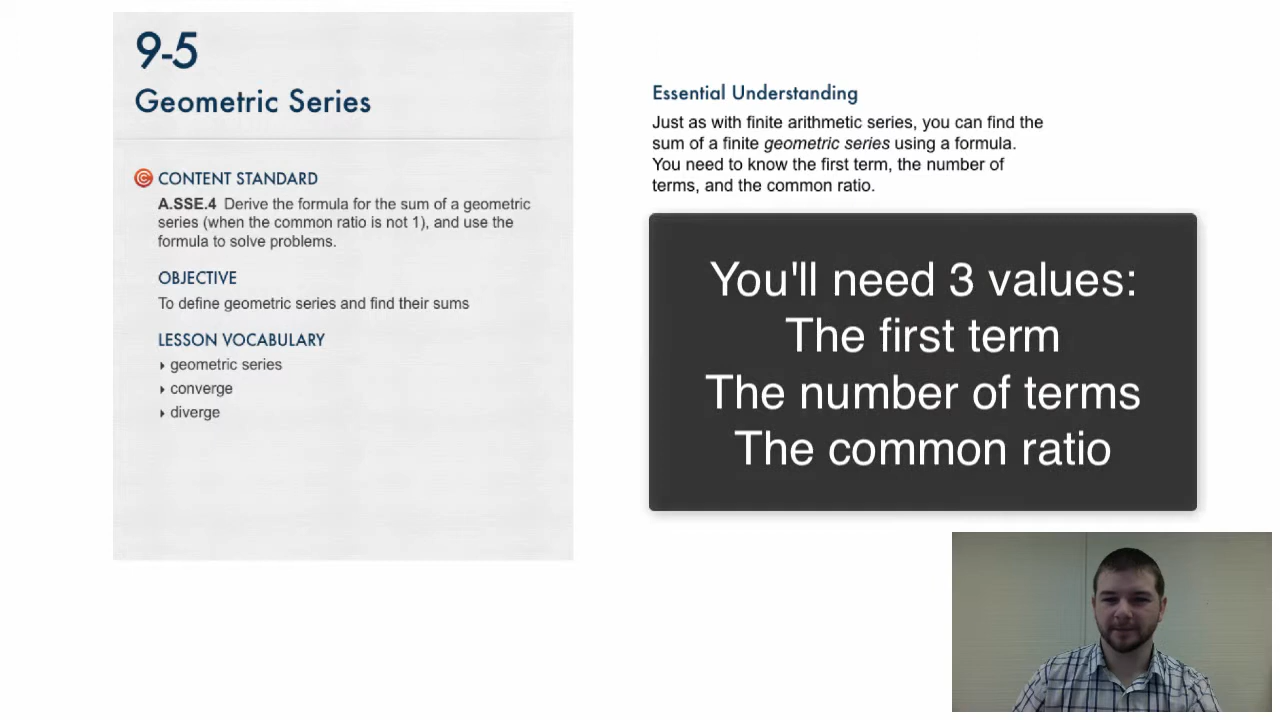 9-5
Geometric Series
CONTENT STANDARD
A.SSE.4 Derive the formula for the sum of a geometric
series (when the common ratio is not 1), and use the
formula to solve problems.
OBJECTIVE
To define geometric series and find their sums
LESSON VOCABULARY
geometric series
converge
diverge
Essential Understanding
Just as with finite arithmetic series, you can find the
sum of a finite geometric series using a formula.
You need to know the first term, the number of
terms, and the common ratio.
You'll need 3 values:
The first term
The number of terms
The common ratio